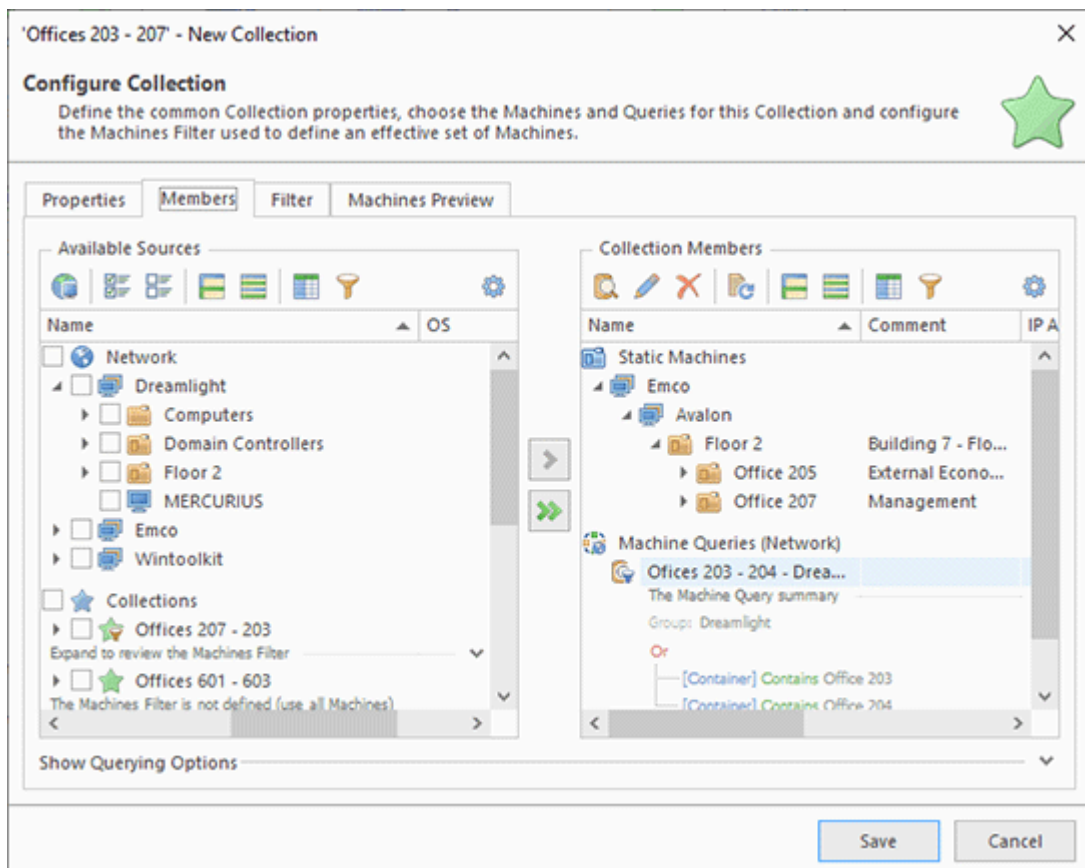 'Offices 203 - 207' - New Collection
Configure Collection
Define the common Collection properties, choose the Machines and Queries for this Collection and configure
the Machines Filter used to define an effective set of Machines.
Properties
Members
Filter
Machines Preview
Available Sources
Name
OS
Network
Dreamlight
Computers
Domain Controllers
Floor 2
MERCURIUS
Emco
Wintoolkit
Collections
Offices 207 - 203
Expand to review the Machines Filter
Offices 601 - 603
The Machines Filter is not defined (use all Machines)
Collection Members
Name
Comment
IP A
Static Machines
Emco
Avalon
Floor 2
Building 7 - Flo...
Office 205
External Econo...
Office 207
Management
Machine Queries (Network)
Ofices 203 - 204 - Drea...
The Machine Query summary
Group: Dreamlight
Or
[Container] Contains Office 203
[Container] Contains Office 204
Show Querying Options
Save
Cancel